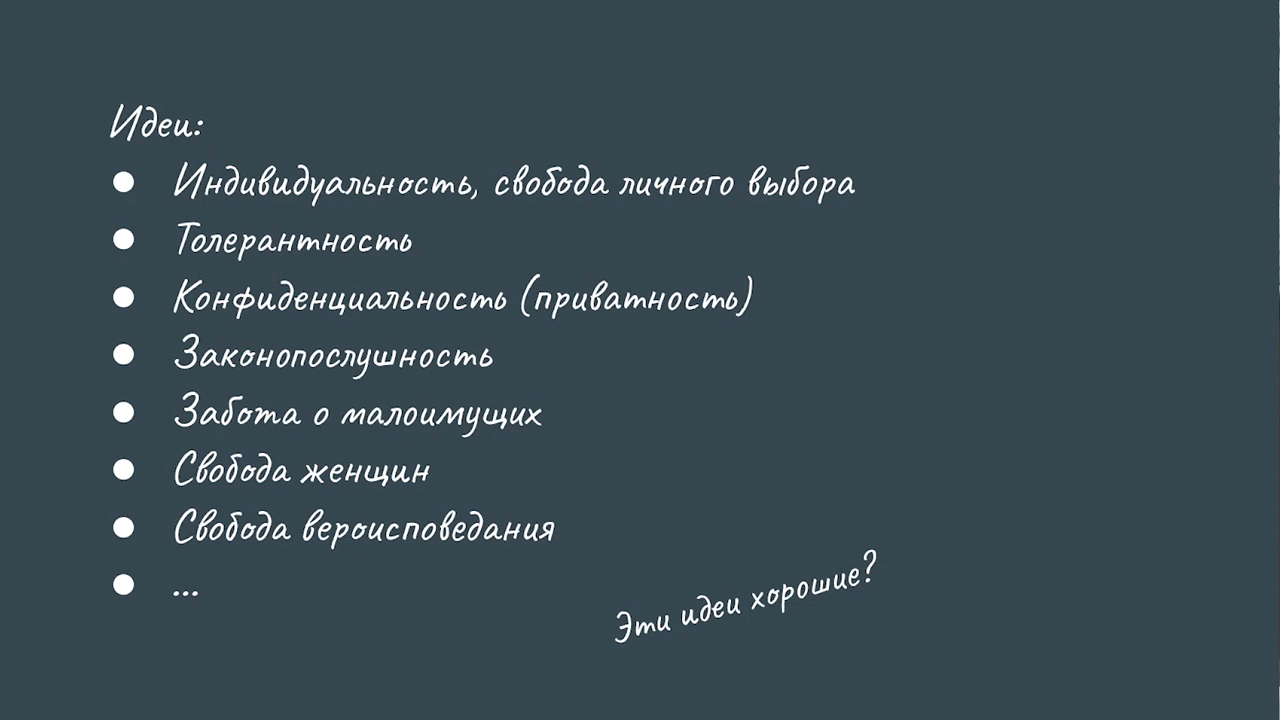 Идеи:
● Индивидуальность, свобода личного выбора
● Толерантность
● Конфиденциальность (приватность)
● Законопослушность
● Забота о малоимущих
● Свобода женщин
● Свобода вероисповедания
● ...
Эти идеи хорошие?